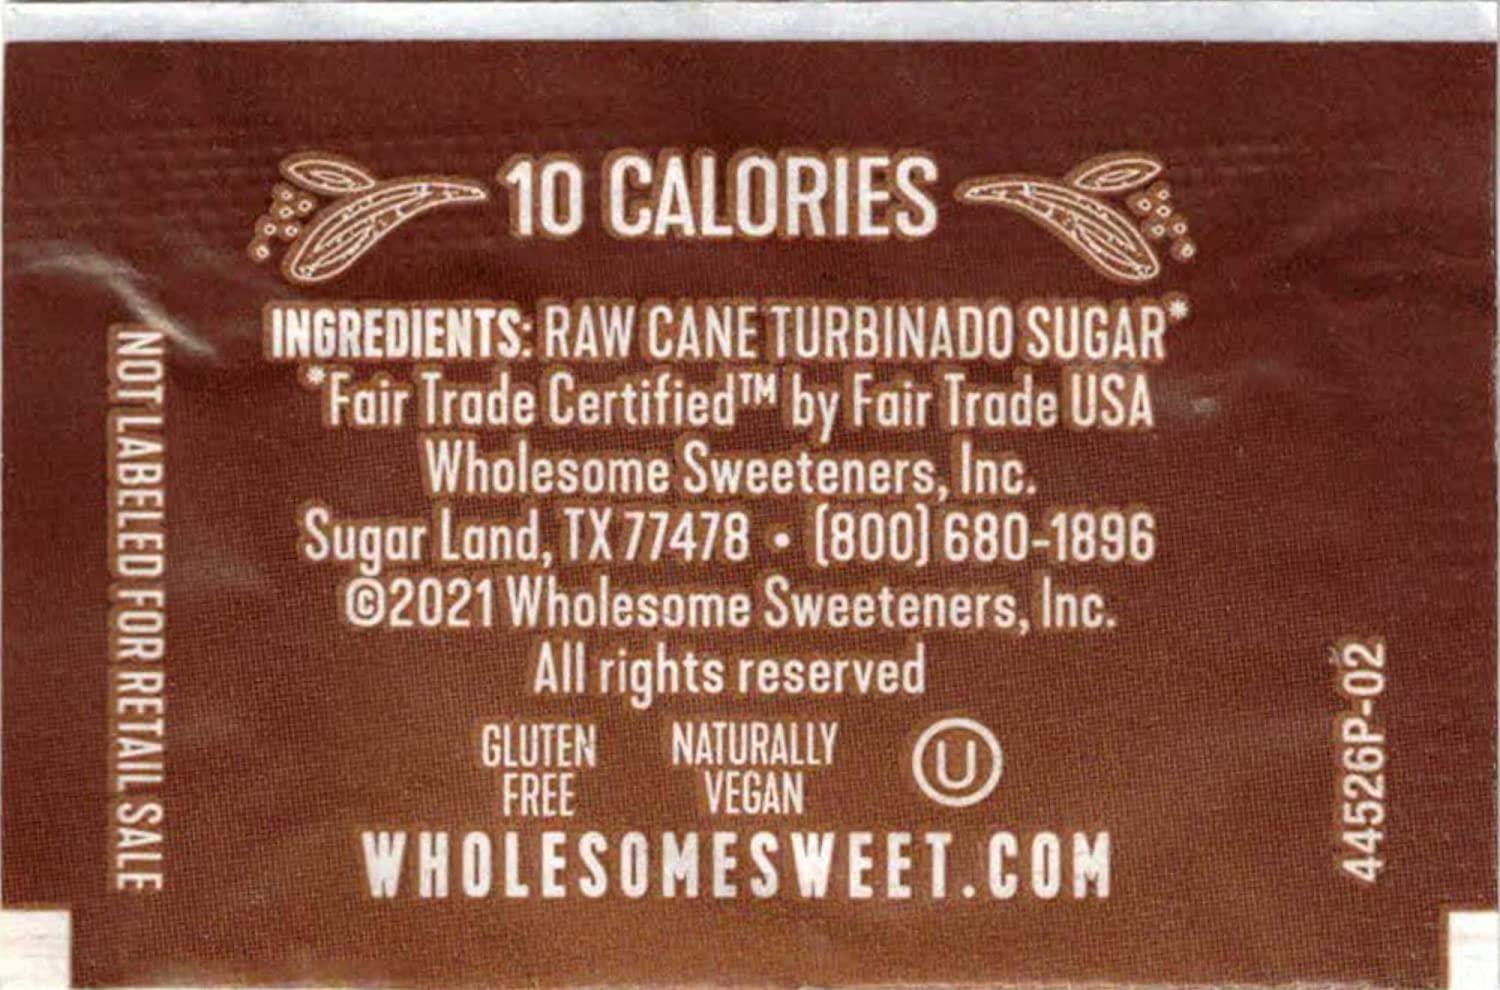 10 CALORIES
INGREDIENTS: RAW CANE TURBINADO SUGAR*
*Fair Trade Certified™ by Fair Trade USA
Wholesome Sweeteners, Inc.
Sugar Land, TX 77478 • (800) 680-1896
©2021 Wholesome Sweeteners, Inc.
All rights reserved
GLUTEN
FREE
NATURALLY
VEGAN
U
WHOLESOMESWEET.COM
NOT LABELED FOR RETAIL SALE
44526P-02